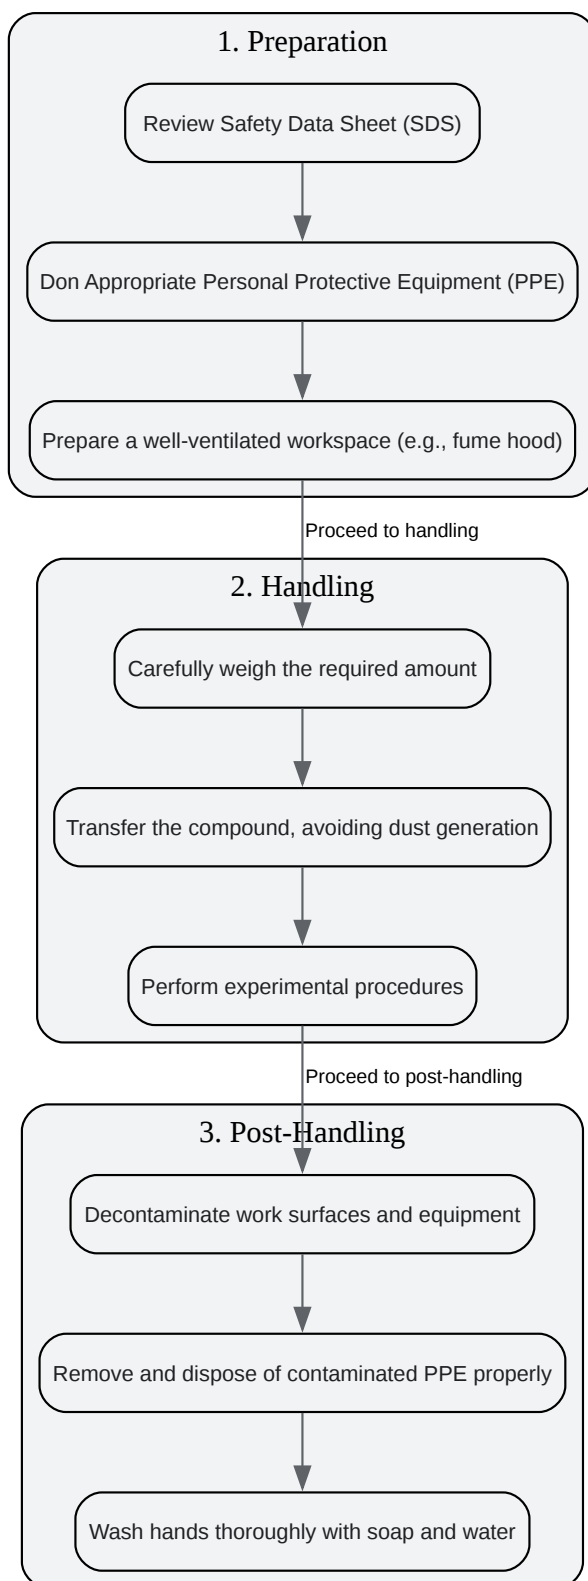 1. Preparation
Review Safety Data Sheet (SDS)
Don Appropriate Personal Protective Equipment (PPE)
Prepare a well-ventilated workspace (e.g., fume hood)
Proceed to handling
2. Handling
Carefully weigh the required amount
Transfer the compound, avoiding dust generation
Perform experimental procedures
Proceed to post-handling
3. Post-Handling
Decontaminate work surfaces and equipment
Remove and dispose of contaminated PPE properly
Wash hands thoroughly with soap and water